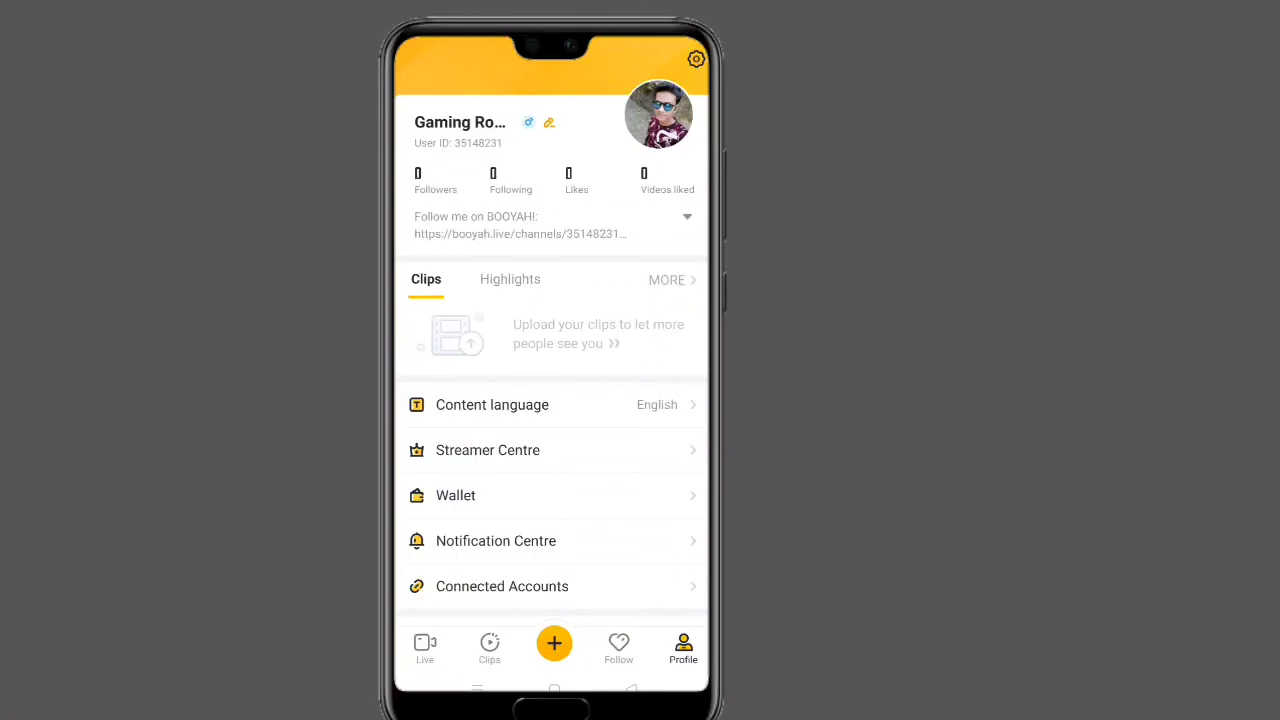 Gaming Ro...
User ID: 35148231
0 0 0 0
Followers Following Likes Videos liked
Follow me on BOOYAH!:
https://booyah.live/channels/35148231...
Clips Highlights MORE
Upload your clips to let more
people see you
Content language English
Streamer Centre
Wallet
Notification Centre
Connected Accounts
Live Clips Follow Profile